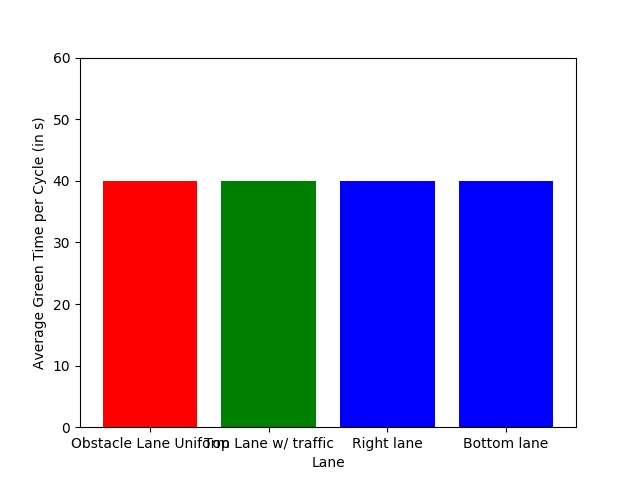 60
50
40
30
20
10
0
Average Green Time per Cycle (in s)
Obstacle Lane Uniform Top Lane w/ traffic Right lane Bottom lane
Lane